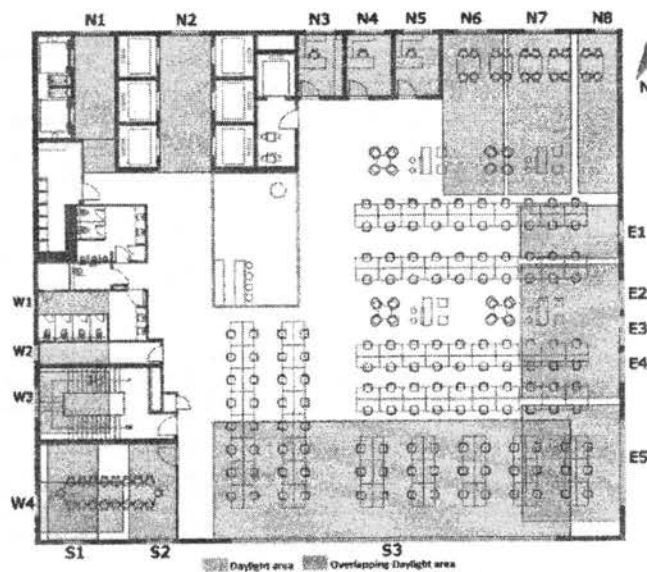 N1 N2 N3 N4 N5 N6 N7 N8
N
E1
E2
W1
E3
W2
E4
W3
E5
W4
S1 S2 S3
Daylight area Overlapping Daylight area